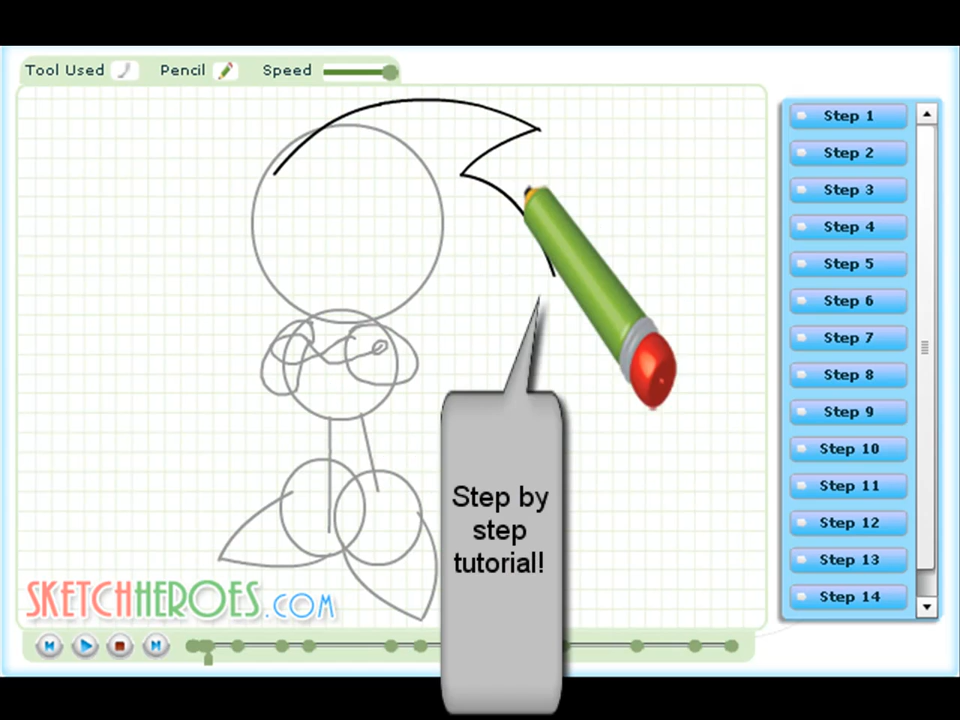 Tool Used Pencil Speed
Step 1
Step 2
Step 3
Step 4
Step 5
Step 6
Step 7
Step 8
Step 9
Step 10
Step 11
Step 12
Step 13
Step 14
Step by
step
tutorial!
SKETCHHEROES.COM